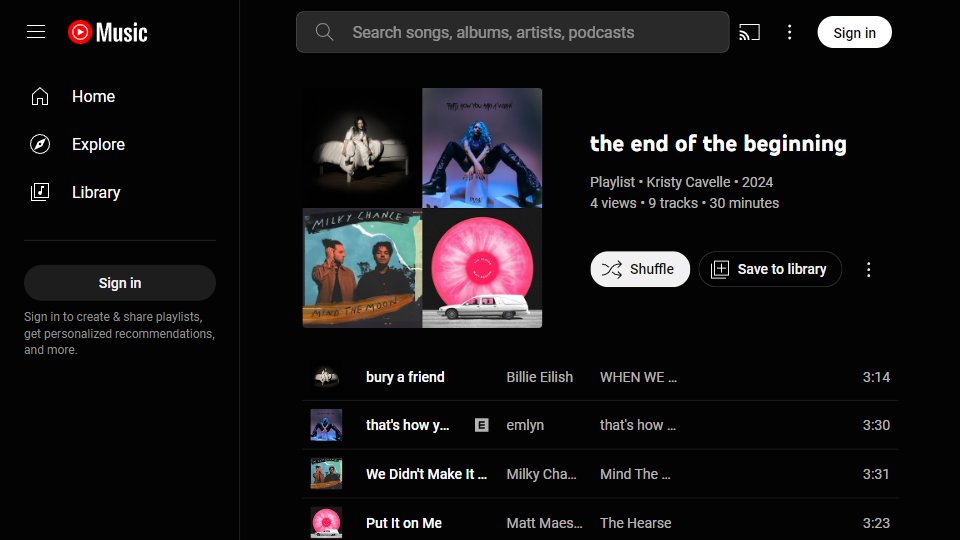 Music
Search songs, albums, artists, podcasts
Sign in
Home
Explore
Library
Sign in
Sign in to create & share playlists,
get personalized recommendations,
and more.
THAT'S HOW YOU MAKE A VILLAIN
MILKY CHANCE
MIND THE MOON
the end of the beginning
Playlist • Kristy Cavelle • 2024
4 views • 9 tracks • 30 minutes
Shuffle
Save to library
bury a friend Billie Eilish WHEN WE ... 3:14
that's how y... E emlyn that's how ... 3:30
We Didn't Make It ... Milky Cha... Mind The ... 3:31
Put It on Me Matt Maes... The Hearse 3:23